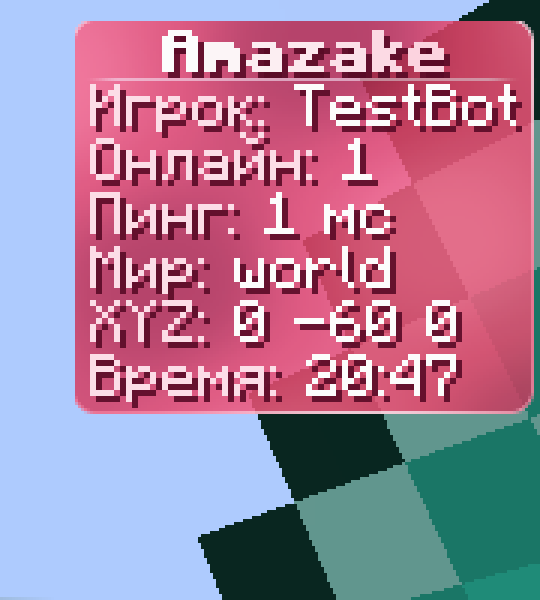 Amazake
Игрок: TestBot
Онлайн: 1
Пинг: 1 мс
Мир: world
XYZ: 0 -60 0
Время: 20:47